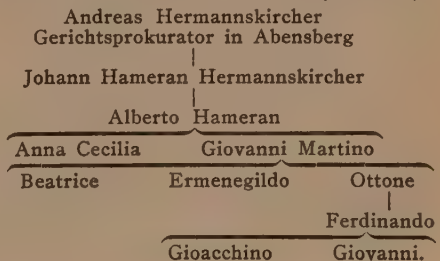 Andreas Hermannskircher
Gerichtsprokurator in Abensberg
Johann Hameran Hermannskircher
Alberto Hameran
Anna Cecilia Giovanni Martino
Beatrice Ermenegildo Ottone
Ferdinando
Gioacchino Giovanni.